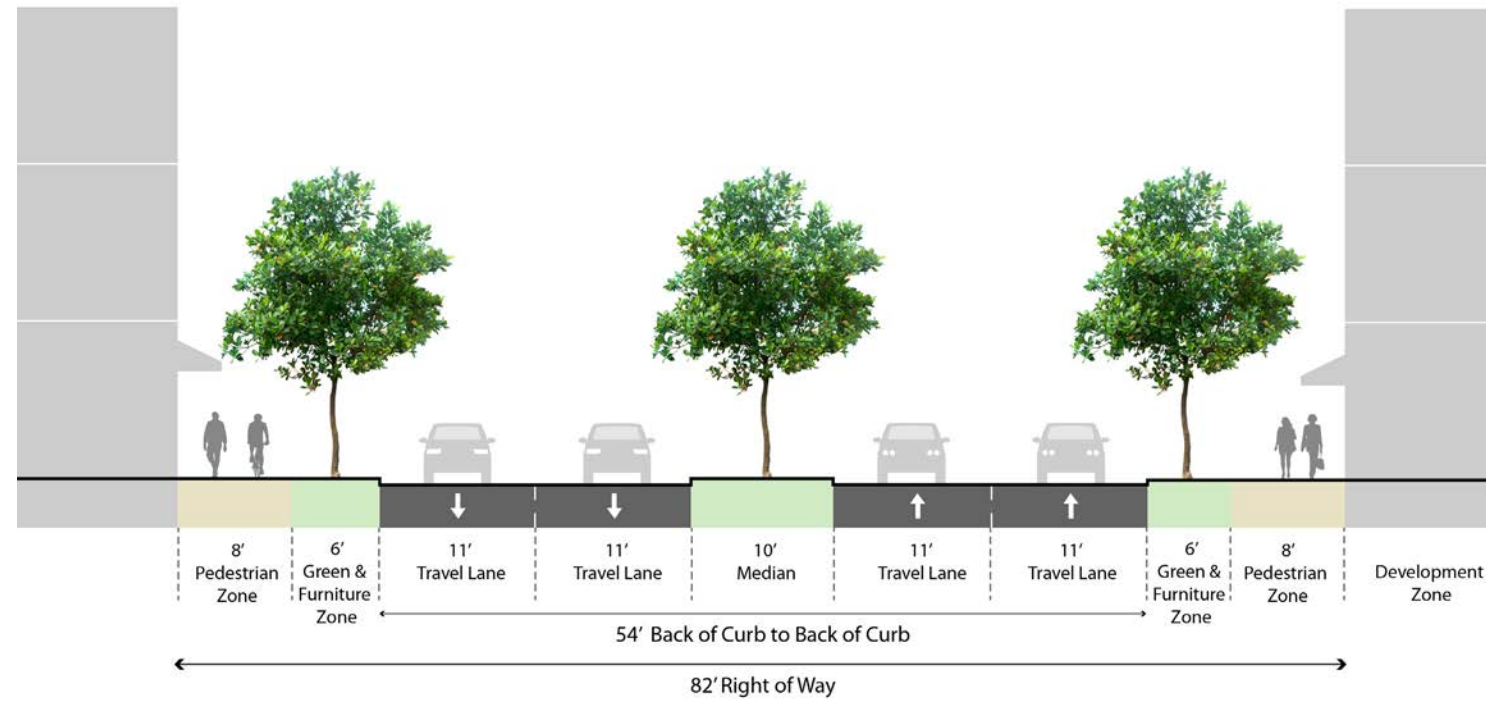 8’
Pedestrian
Zone
6’
Green &
Furniture
Zone
11’
Travel Lane
11’
Travel Lane
10’
Median
11’
Travel Lane
11’
Travel Lane
6’
Green &
Furniture
Zone
8’
Pedestrian
Zone
Development
Zone
54’ Back of Curb to Back of Curb
82’ Right of Way